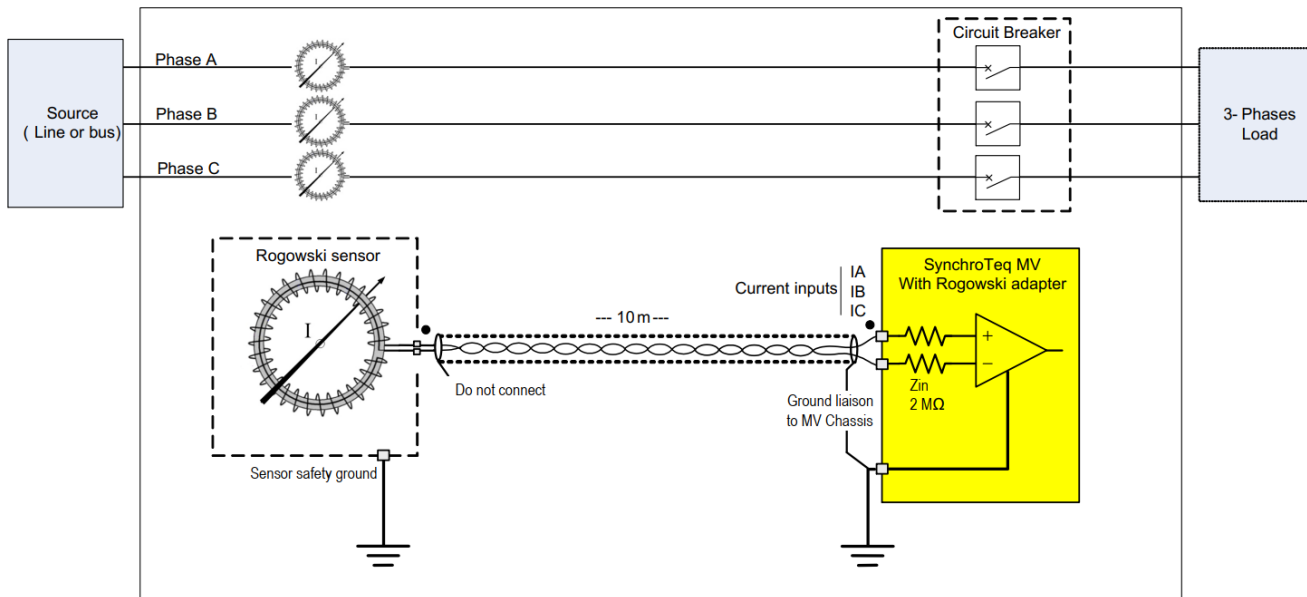 Circuit Breaker
Phase A
Source
( Line or bus)
Phase B
3- Phases
Load
Phase C
Rogowski sensor
I
Current inputs
IA
IB
IC
SynchroTeq MV
With Rogowski adapter
--- 10 m ---
+
−
Do not connect
Zin
2 MΩ
Ground liaison
to MV Chassis
Sensor safety ground